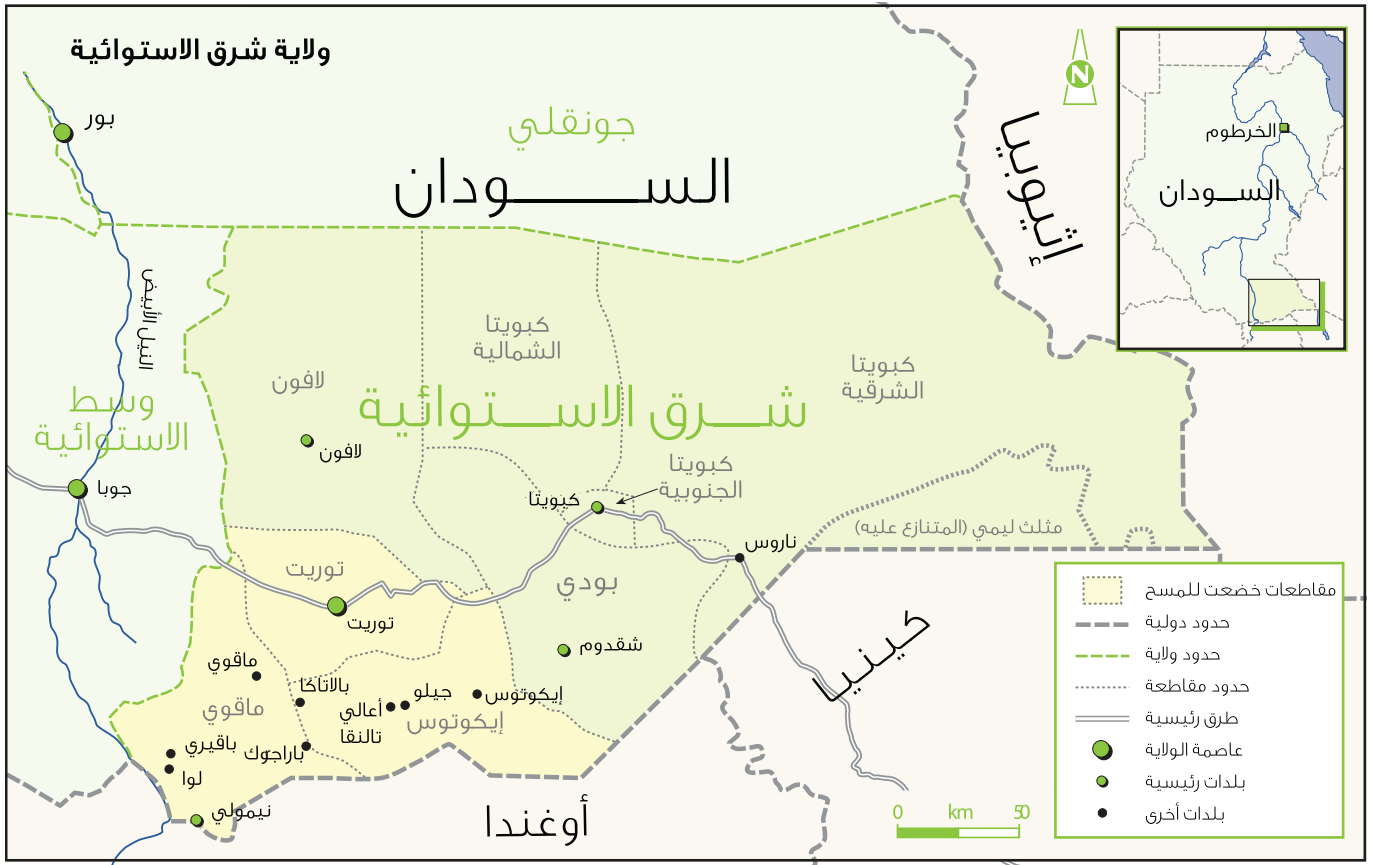 ولاية شرق الاستوائية
بور
جونقلي
السـودان
إثيوبيا
N
الخرطوم
السـودان
النيل الأبيض
كبويتا
الشمالية
كبويتا
الشرقية
لافون
وسط
الاستوائية
شـرق الاسـتوائية
لافون
كبويتا
الجنوبية
جوبا
كبويتا
مثلث ليمي (المتنازع عليه)
ناروس
توريت
بودي
توريت
شقدوم
كينيا
ماقوي
بالاتاكا
ماقوي
جيلو
أعالي
تالنقا
إيكوتوس
إيكوتوس
باقيري
باراجوك
لوا
نيمولي
أوغندا
0 km 50
مقاطعات خضعت للمسح
حدود دولية
حدود ولاية
حدود مقاطعة
طرق رئيسية
عاصمة الولاية
بلدات رئيسية
بلدات أخرى